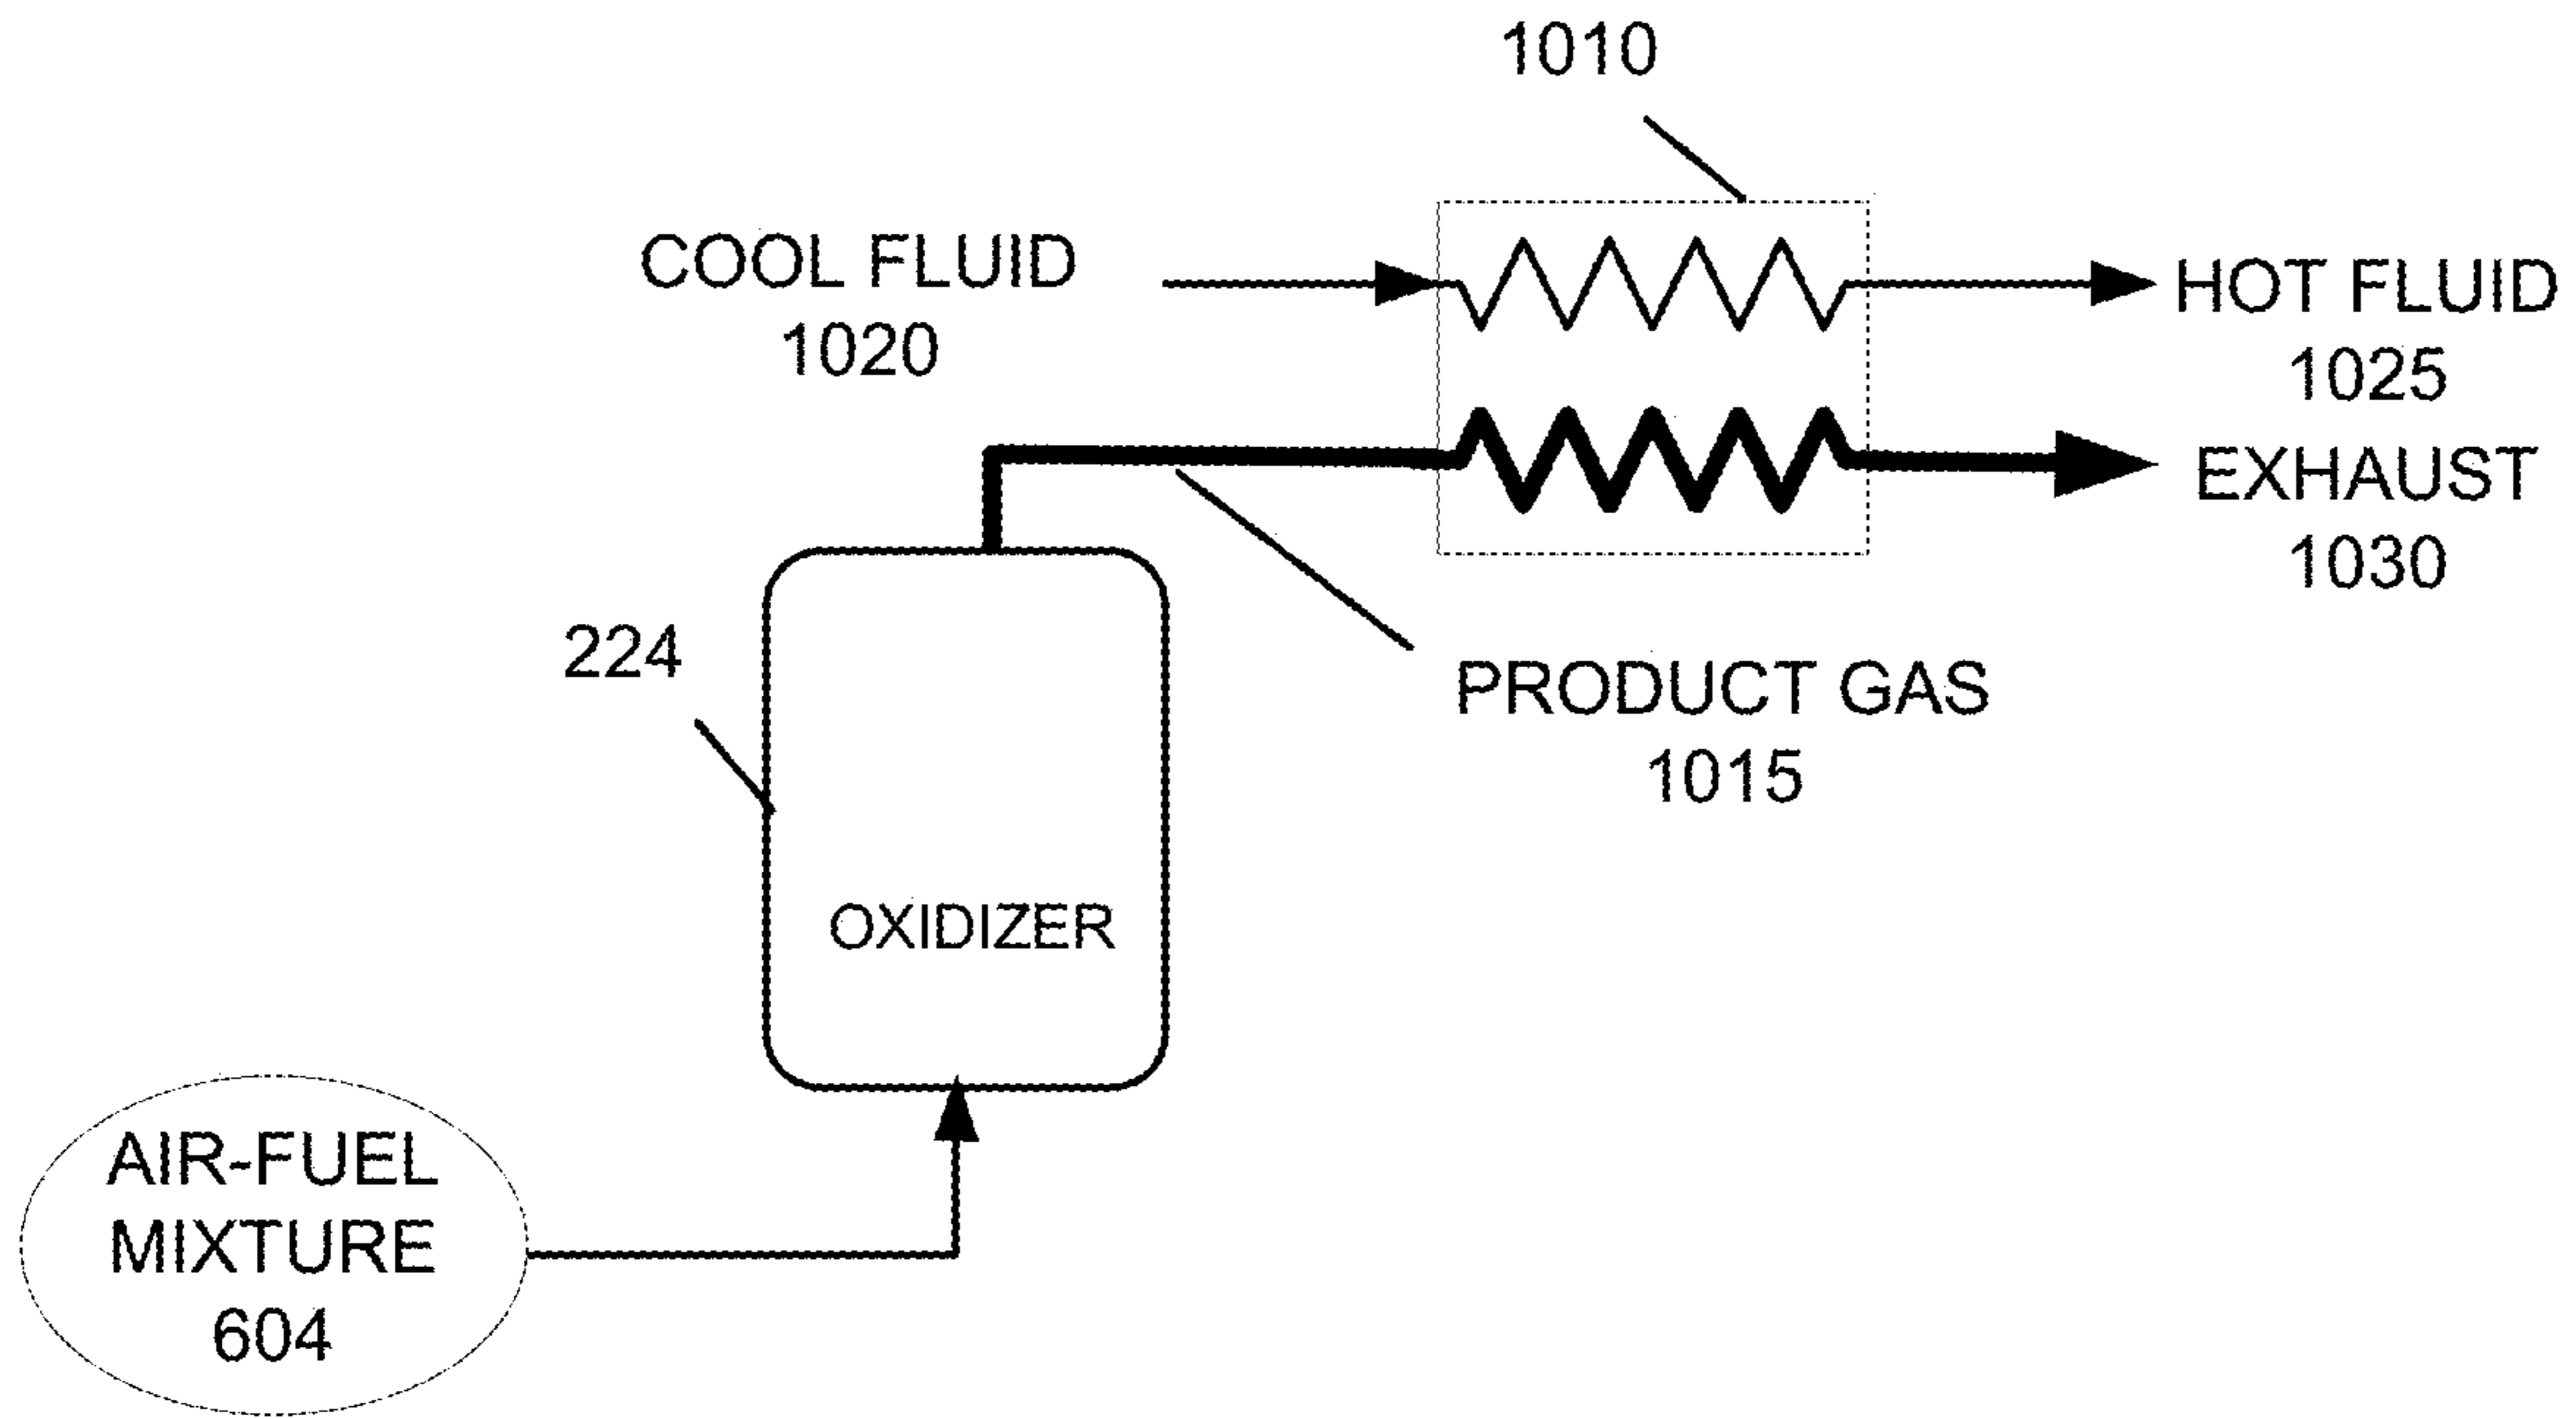 1010
COOL FLUID
1020
HOT FLUID
1025
EXHAUST
1030
224
PRODUCT GAS
1015
OXIDIZER
AIR-FUEL
MIXTURE
604